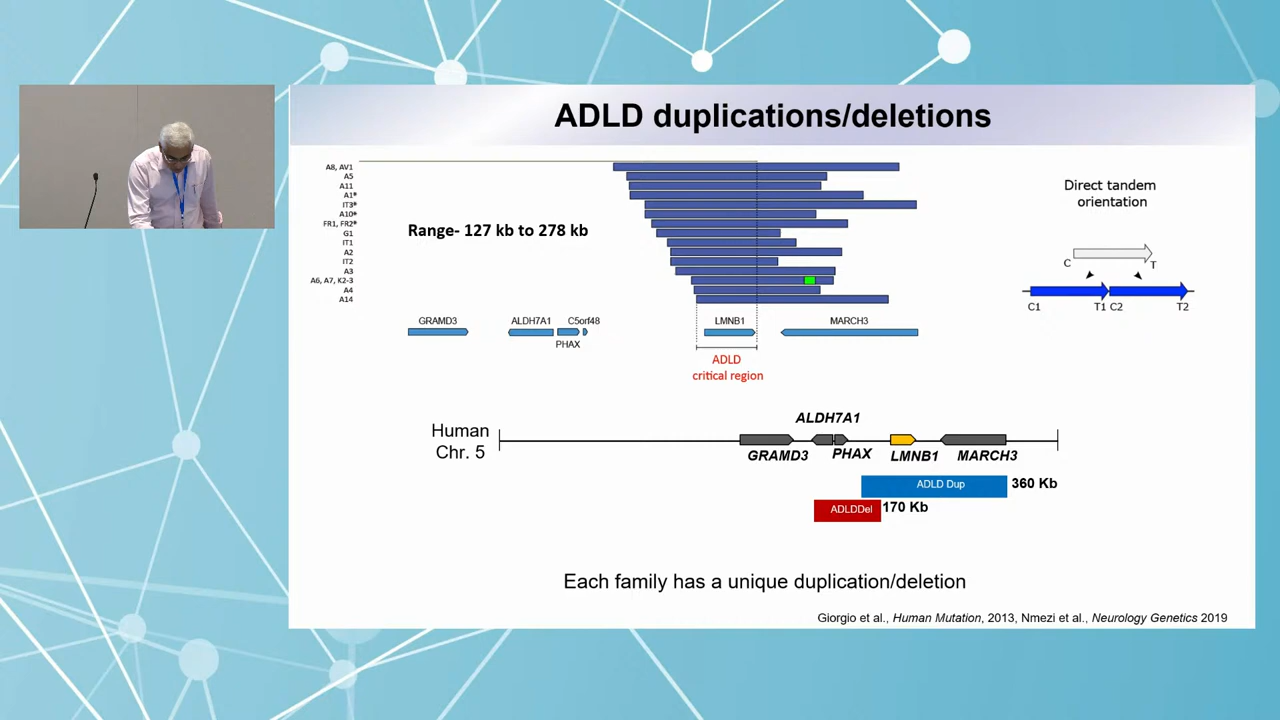 ADLD duplications/deletions
A8, AV1
A5
A11
A1*
IT3*
A10*
FR1, FR2*
G1
IT1
A2
IT2
A3
A6, A7, K2-3
A4
A14
Range- 127 kb to 278 kb
Direct tandem
orientation
C
T
C1
T1
C2
T2
GRAMD3
ALDH7A1
C5orf48
PHAX
LMNB1
MARCH3
ADLD
critical region
Human
Chr. 5
ALDH7A1
GRAMD3
PHAX
LMNB1
MARCH3
ADLD Dup
360 Kb
ADLDDel
170 Kb
Each family has a unique duplication/deletion
Giorgio et al., Human Mutation, 2013, Nmezi et al., Neurology Genetics 2019